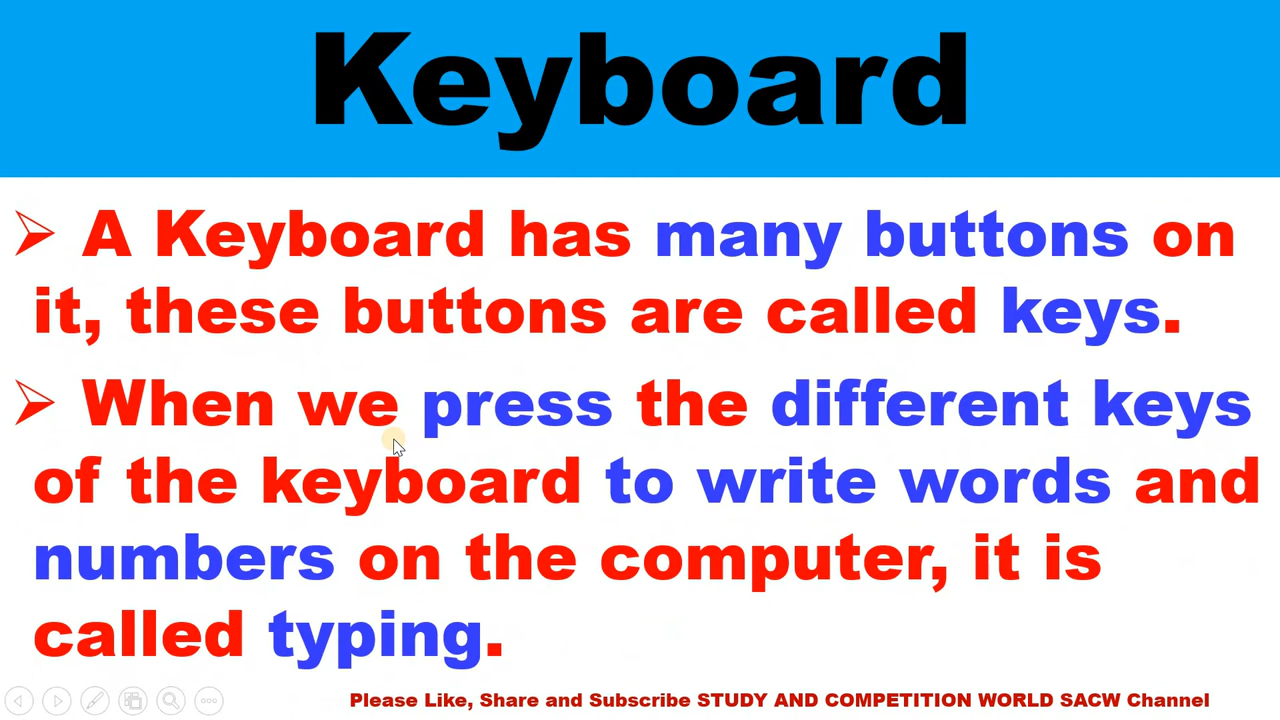 Keyboard
A Keyboard has many buttons on
it, these buttons are called keys.
When we press the different keys
of the keyboard to write words and
numbers on the computer, it is
called typing.
Please Like, Share and Subscribe STUDY AND COMPETITION WORLD SACW Channel